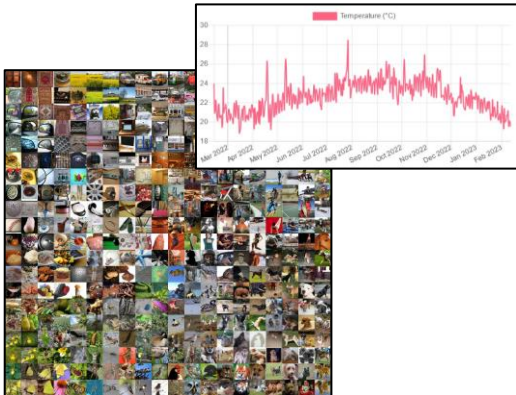 Temperature (°C)
30
28
26
24
22
20
18
Mar 2022
Apr 2022
May 2022
Jun 2022
Jul 2022
Aug 2022
Sep 2022
Oct 2022
Nov 2022
Dec 2022
Jan 2023
Feb 2023